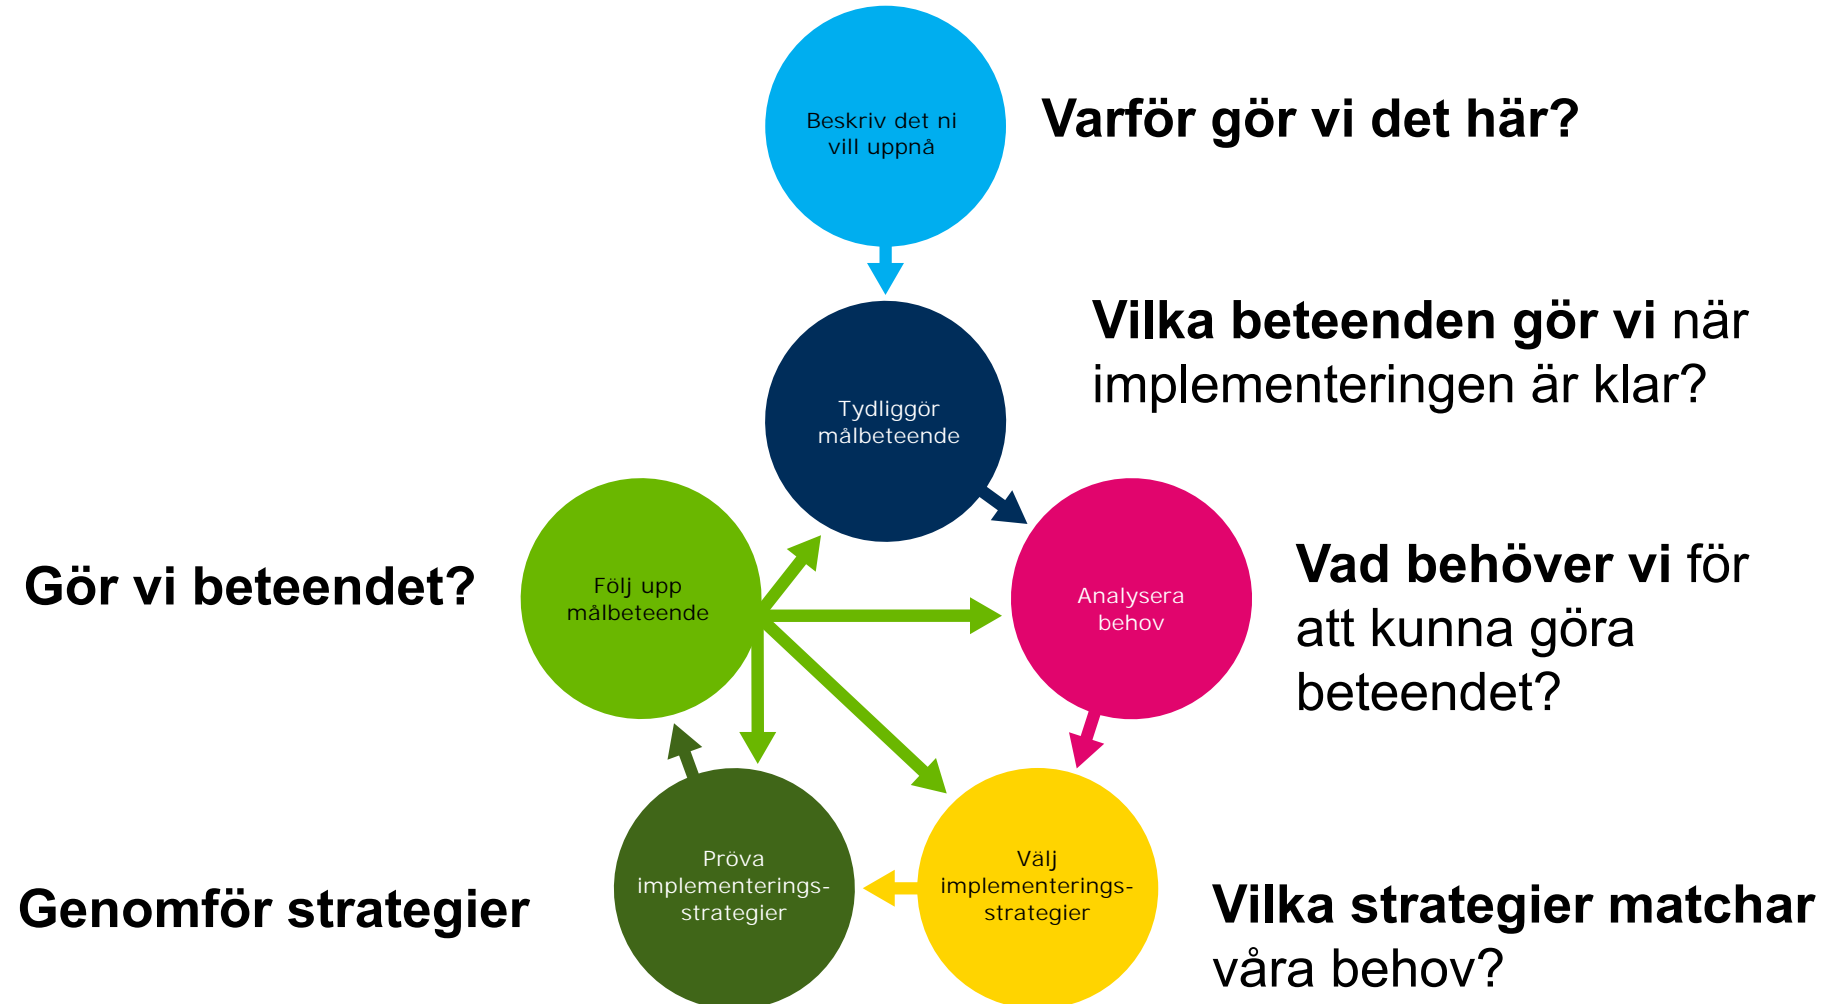 Beskriv det ni
vill uppnå
Varför gör vi det här?
Tydliggör
målbeteende
Vilka beteenden gör vi när
implementeringen är klar?
Analysera
behov
Vad behöver vi för
att kunna göra
beteendet?
Välj
implementerings-
strategier
Vilka strategier matchar
våra behov?
Pröva
implementerings-
strategier
Genomför strategier
Följ upp
målbeteende
Gör vi beteendet?